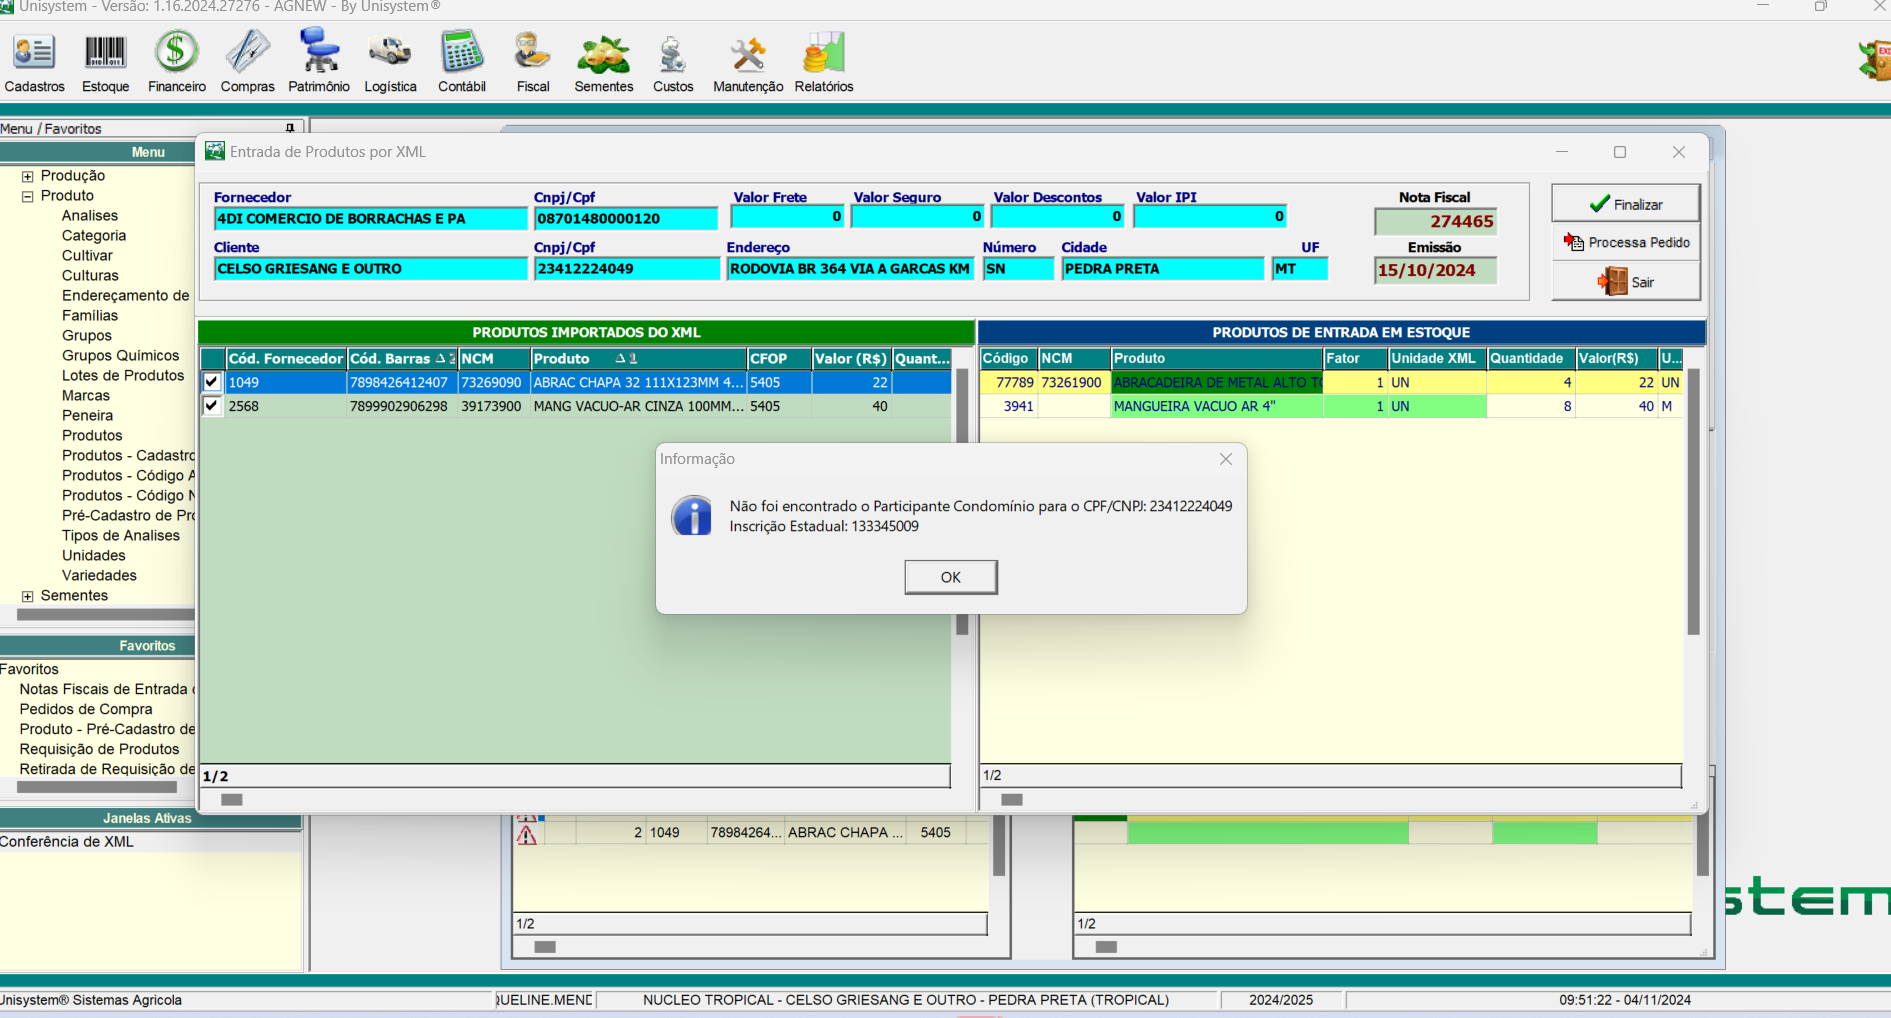 Unisystem - Versão: 1.16.2024.27276 - AGNEW - By Unisystem®
Cadastros Estoque Financeiro Compras Patrimônio Logística Contábil Fiscal Sementes Custos Manutenção Relatórios
Menu / Favoritos
Menu
Produção
Produto
Analises
Categoria
Cultivar
Culturas
Endereçamento de
Famílias
Grupos
Grupos Químicos
Lotes de Produtos
Marcas
Peneira
Produtos
Produtos - Cadastro
Produtos - Código A
Produtos - Código N
Pré-Cadastro de Pro
Tipos de Analises
Unidades
Variedades
Sementes
Favoritos
Favoritos
Notas Fiscais de Entrada
Pedidos de Compra
Produto - Pré-Cadastro de
Requisição de Produtos
Retirada de Requisição de
Janelas Ativas
Conferência de XML
Entrada de Produtos por XML
Fornecedor Cnpj/Cpf Valor Frete Valor Seguro Valor Descontos Valor IPI Nota Fiscal
4DI COMERCIO DE BORRACHAS E PA 08701480000120 0 0 0 0 274465
Cliente Cnpj/Cpf Endereço Número Cidade UF Emissão
CELSO GRIESANG E OUTRO 23412224049 RODOVIA BR 364 VIA A GARCAS KM SN PEDRA PRETA MT 15/10/2024
Finalizar
Processa Pedido
Sair
PRODUTOS IMPORTADOS DO XML
Cód. Fornecedor Cód. Barras 2 NCM Produto 1 CFOP Valor (R$) Quant...
1049 7898426412407 73269090 ABRAC CHAPA 32 111X123MM 4... 5405 22
2568 7899902906298 39173900 MANG VACUO-AR CINZA 100MM... 5405 40
1/2
PRODUTOS DE ENTRADA EM ESTOQUE
Código NCM Produto Fator Unidade XML Quantidade Valor(R$) U...
77789 73261900 ABRACADEIRA DE METAL ALTO TO 1 UN 4 22 UN
3941 MANGUEIRA VACUO AR 4" 1 UN 8 40 M
1/2
Informação
Não foi encontrado o Participante Condomínio para o CPF/CNPJ: 23412224049
Inscrição Estadual: 133345009
OK
2 1049 78984264... ABRAC CHAPA ... 5405
1/2
1/2
stem
Unisystem® Sistemas Agricola QUELINE.MEND NUCLEO TROPICAL - CELSO GRIESANG E OUTRO - PEDRA PRETA (TROPICAL) 2024/2025 09:51:22 - 04/11/2024